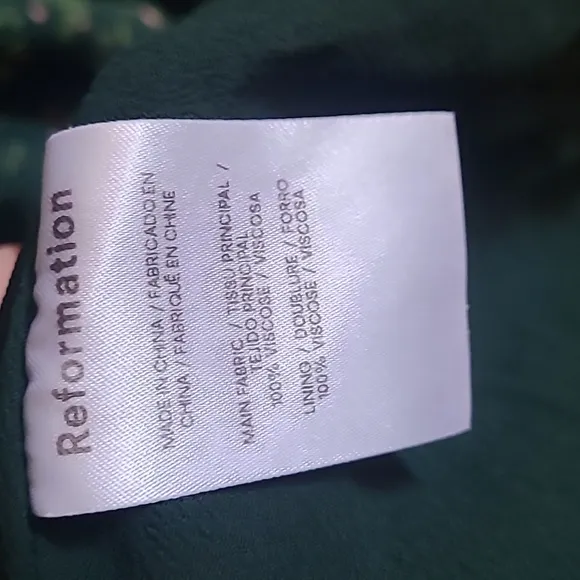 Reformation
MADE IN CHINA / FABRICADO EN
CHINA / FABRIQUÉ EN CHINE
MAIN FABRIC / TISSU PRINCIPAL /
TEJIDO PRINCIPAL
100% VISCOSE / VISCOSA
LINING / DOUBLURE / FORRO
100% VISCOSE / VISCOSA